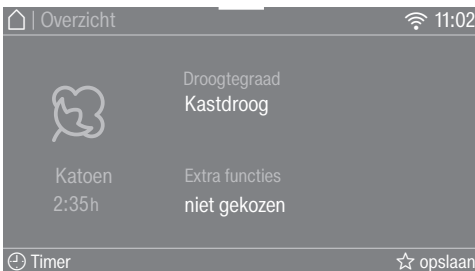 | Overzicht 11:02
Droogtegraad
Kastdroog
Katoen Extra functies
2:35h niet gekozen
Timer opslaan